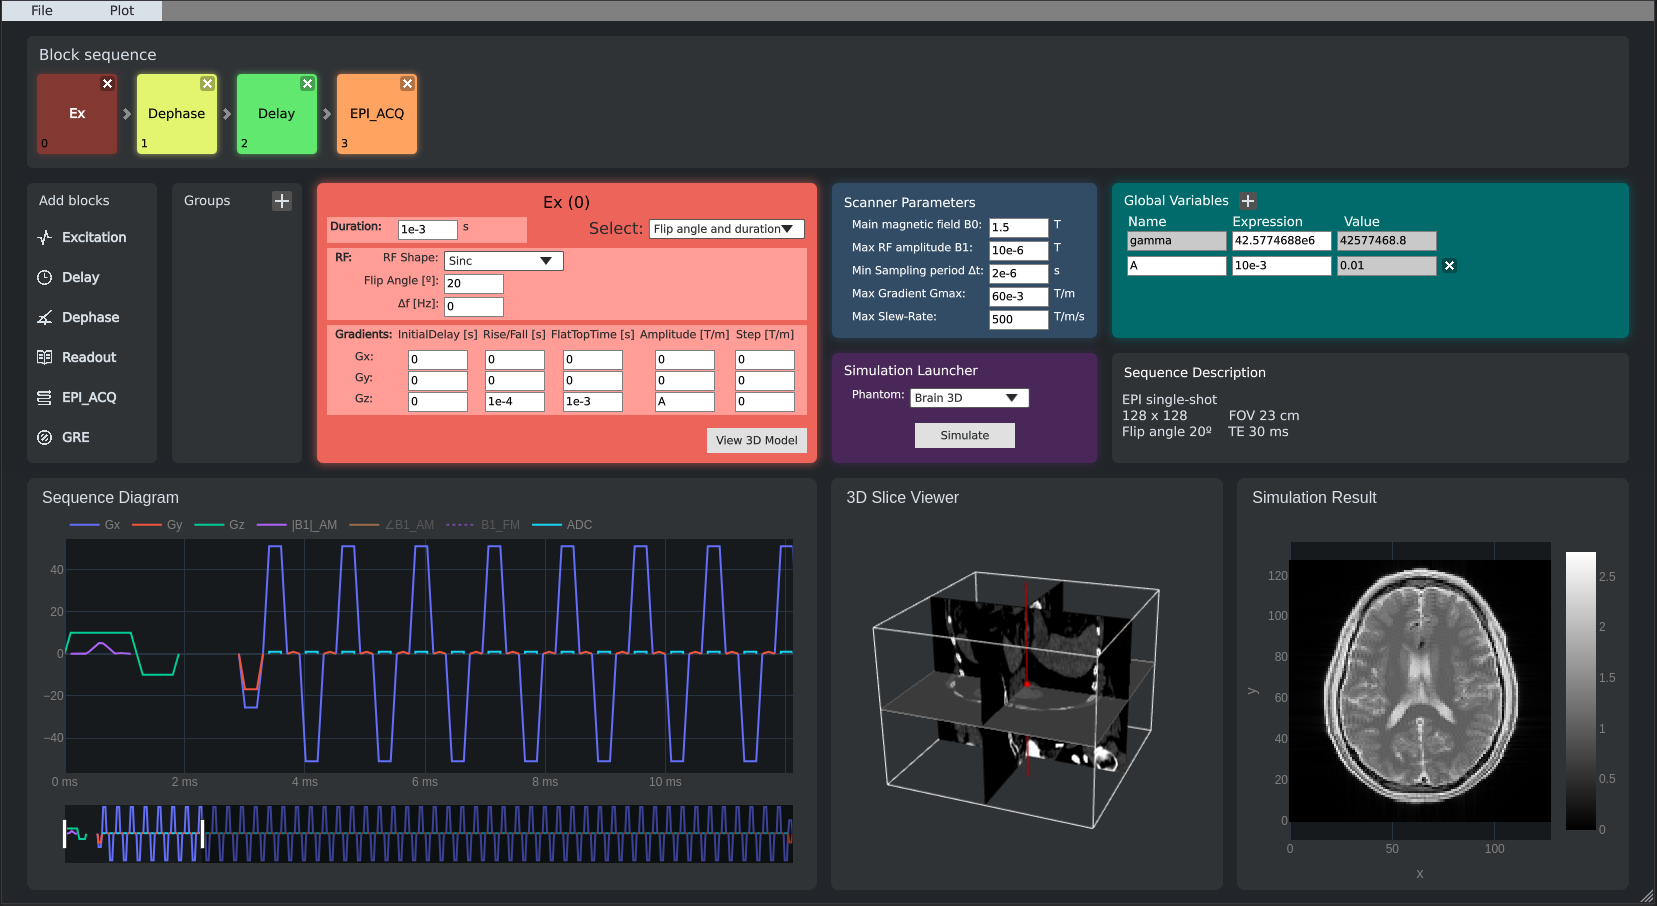 File Plot
Block sequence
Ex
0
Dephase
1
Delay
2
EPI_ACQ
3
Add blocks
Excitation
Delay
Dephase
Readout
EPI_ACQ
GRE
Groups
Ex (0)
Duration: 1e-3 s
Select: Flip angle and duration
RF: RF Shape: Sinc
Flip Angle [º]: 20
Δf [Hz]: 0
Gradients: InitialDelay [s] Rise/Fall [s] FlatTopTime [s] Amplitude [T/m] Step [T/m]
Gx: 0 0 0 0 0
Gy: 0 0 0 0 0
Gz: 0 1e-4 1e-3 A 0
View 3D Model
Scanner Parameters
Main magnetic field B0: 1.5 T
Max RF amplitude B1: 10e-6 T
Min Sampling period Δt: 2e-6 s
Max Gradient Gmax: 60e-3 T/m
Max Slew-Rate: 500 T/m/s
Global Variables
Name Expression Value
gamma 42.5774688e6 42577468.8
A 10e-3 0.01
Simulation Launcher
Phantom: Brain 3D
Simulate
Sequence Description
EPI single-shot
128 x 128 FOV 23 cm
Flip angle 20º TE 30 ms
Sequence Diagram
Gx Gy Gz |B1|_AM ∠B1_AM B1_FM ADC
40
20
0
−20
−40
0 ms 2 ms 4 ms 6 ms 8 ms 10 ms
3D Slice Viewer
Simulation Result
120
100
80
60
40
20
0
y
0 50 100
x
2.5
2
1.5
1
0.5
0